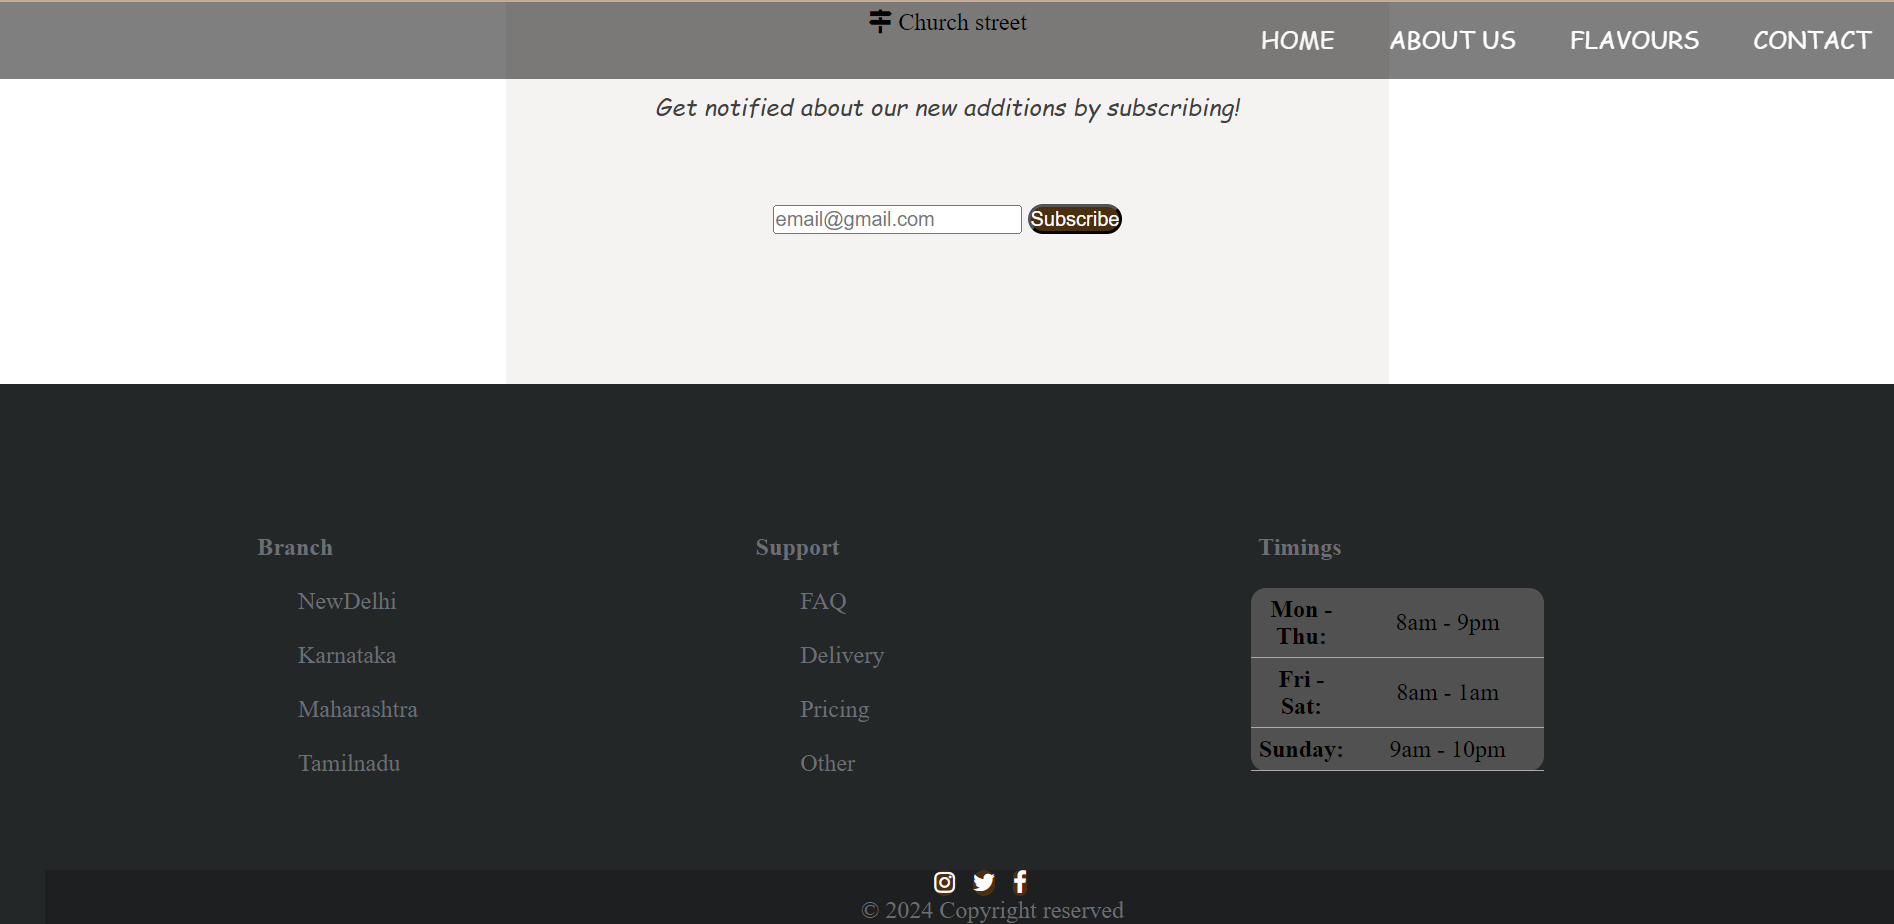 Church street
HOME ABOUT US FLAVOURS CONTACT
Get notified about our new additions by subscribing!
email@gmail.com Subscribe
Branch
NewDelhi
Karnataka
Maharashtra
Tamilnadu
Support
FAQ
Delivery
Pricing
Other
Timings
Mon -
Thu:
8am - 9pm
Fri -
Sat:
8am - 1am
Sunday: 9am - 10pm
© 2024 Copyright reserved